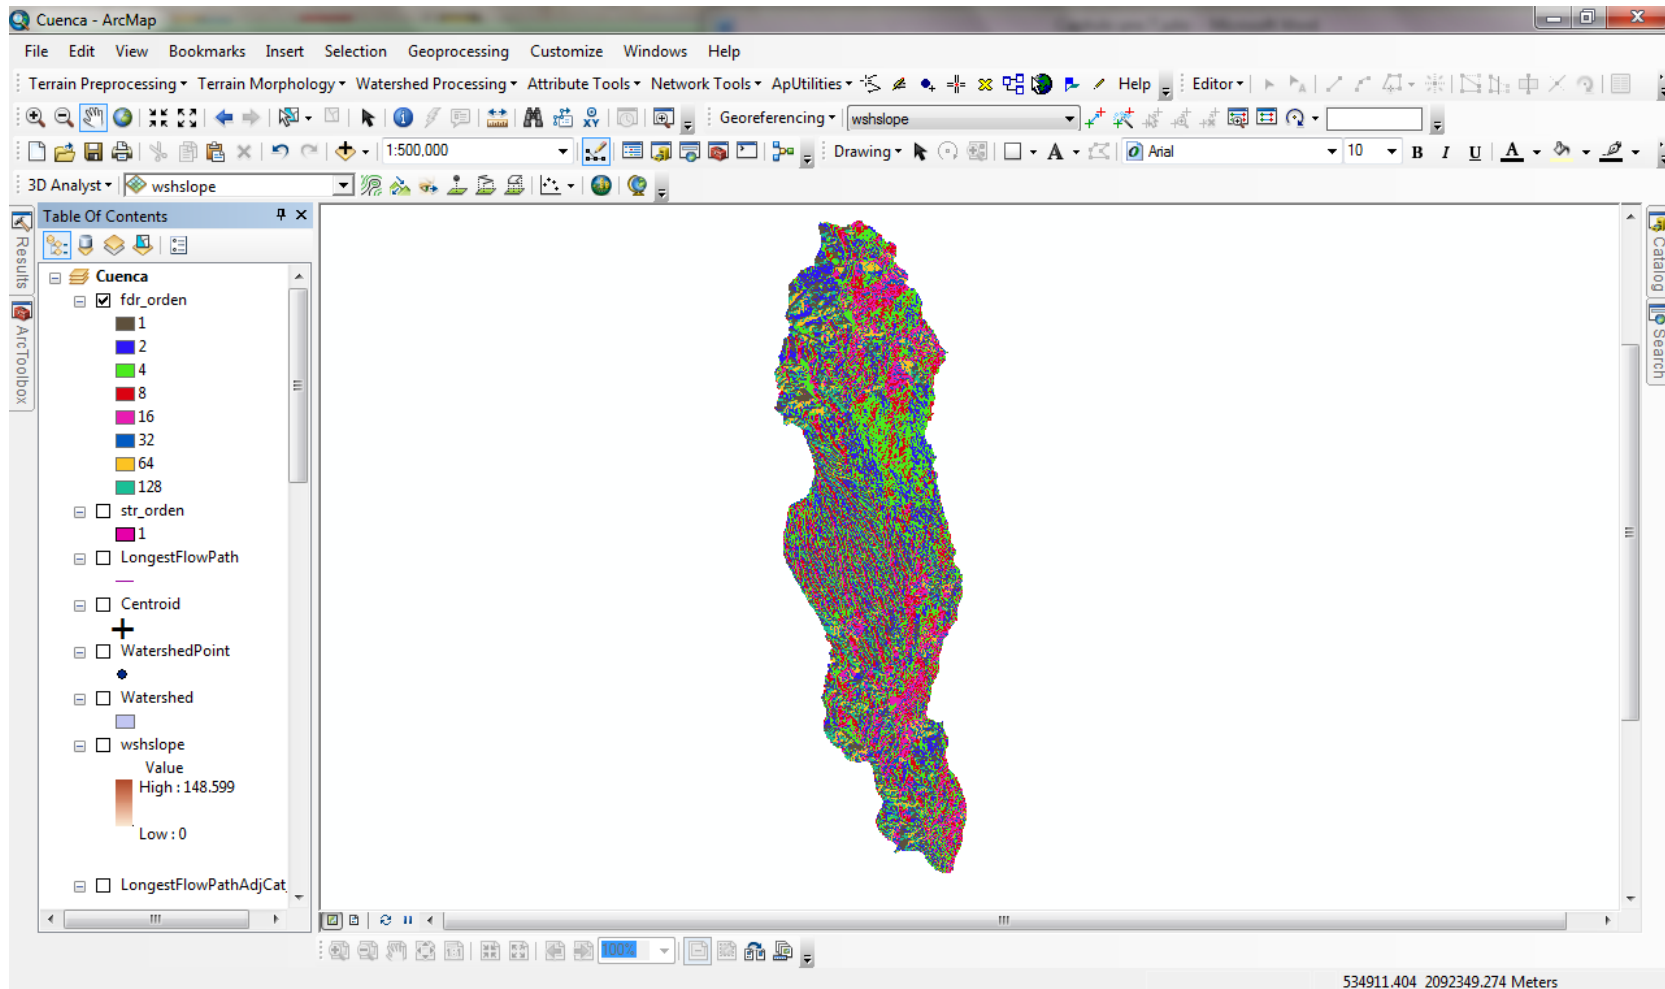 Cuenca - ArcMap
File Edit View Bookmarks Insert Selection Geoprocessing Customize Windows Help
Terrain Preprocessing Terrain Morphology Watershed Processing Attribute Tools Network Tools ApUtilities Help Editor
Georeferencing wshslope
1:500,000 Drawing A Arial 10 B I U A
3D Analyst wshslope
Table Of Contents
Results
ArcToolbox
Cuenca
fdr_orden
1
2
4
8
16
32
64
128
str_orden
1
LongestFlowPath
Centroid
WatershedPoint
Watershed
wshslope
Value
High : 148.599
Low : 0
LongestFlowPathAdjCat
Catalog
Search
100%
534911.404 2092349.274 Meters